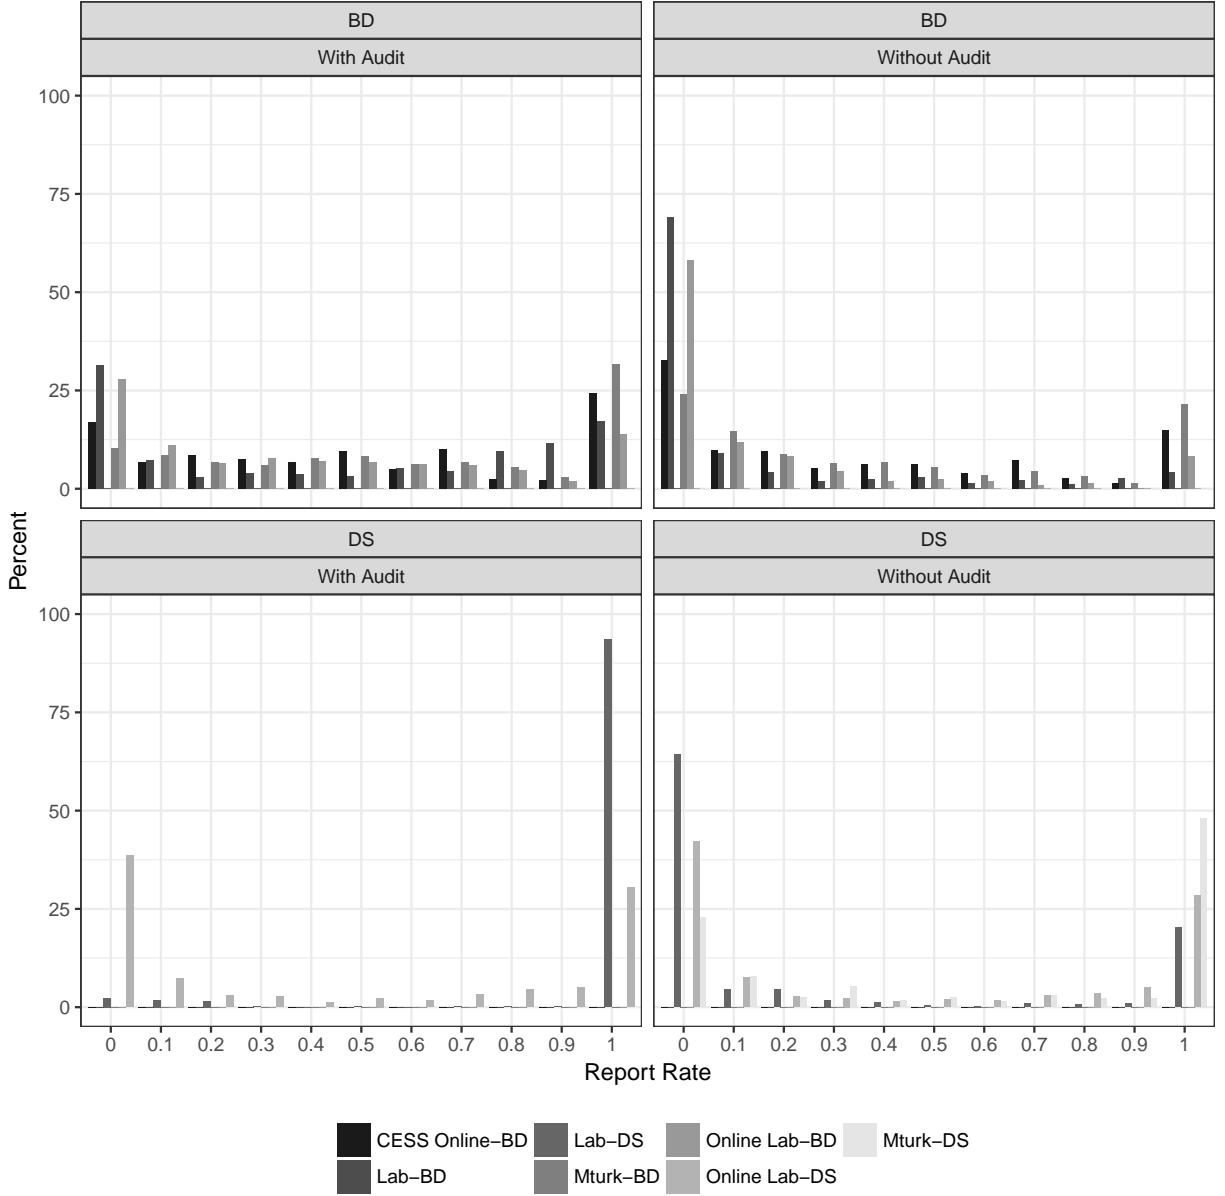 BD
BD
With Audit
Without Audit
100
75
50
25
0
DS
DS
With Audit
Without Audit
100
75
50
25
0
Percent
0 0.1 0.2 0.3 0.4 0.5 0.6 0.7 0.8 0.9 1
0 0.1 0.2 0.3 0.4 0.5 0.6 0.7 0.8 0.9 1
Report Rate
CESS Online−BD
Lab−DS
Online Lab−BD
Mturk−DS
Lab−BD
Mturk−BD
Online Lab−DS